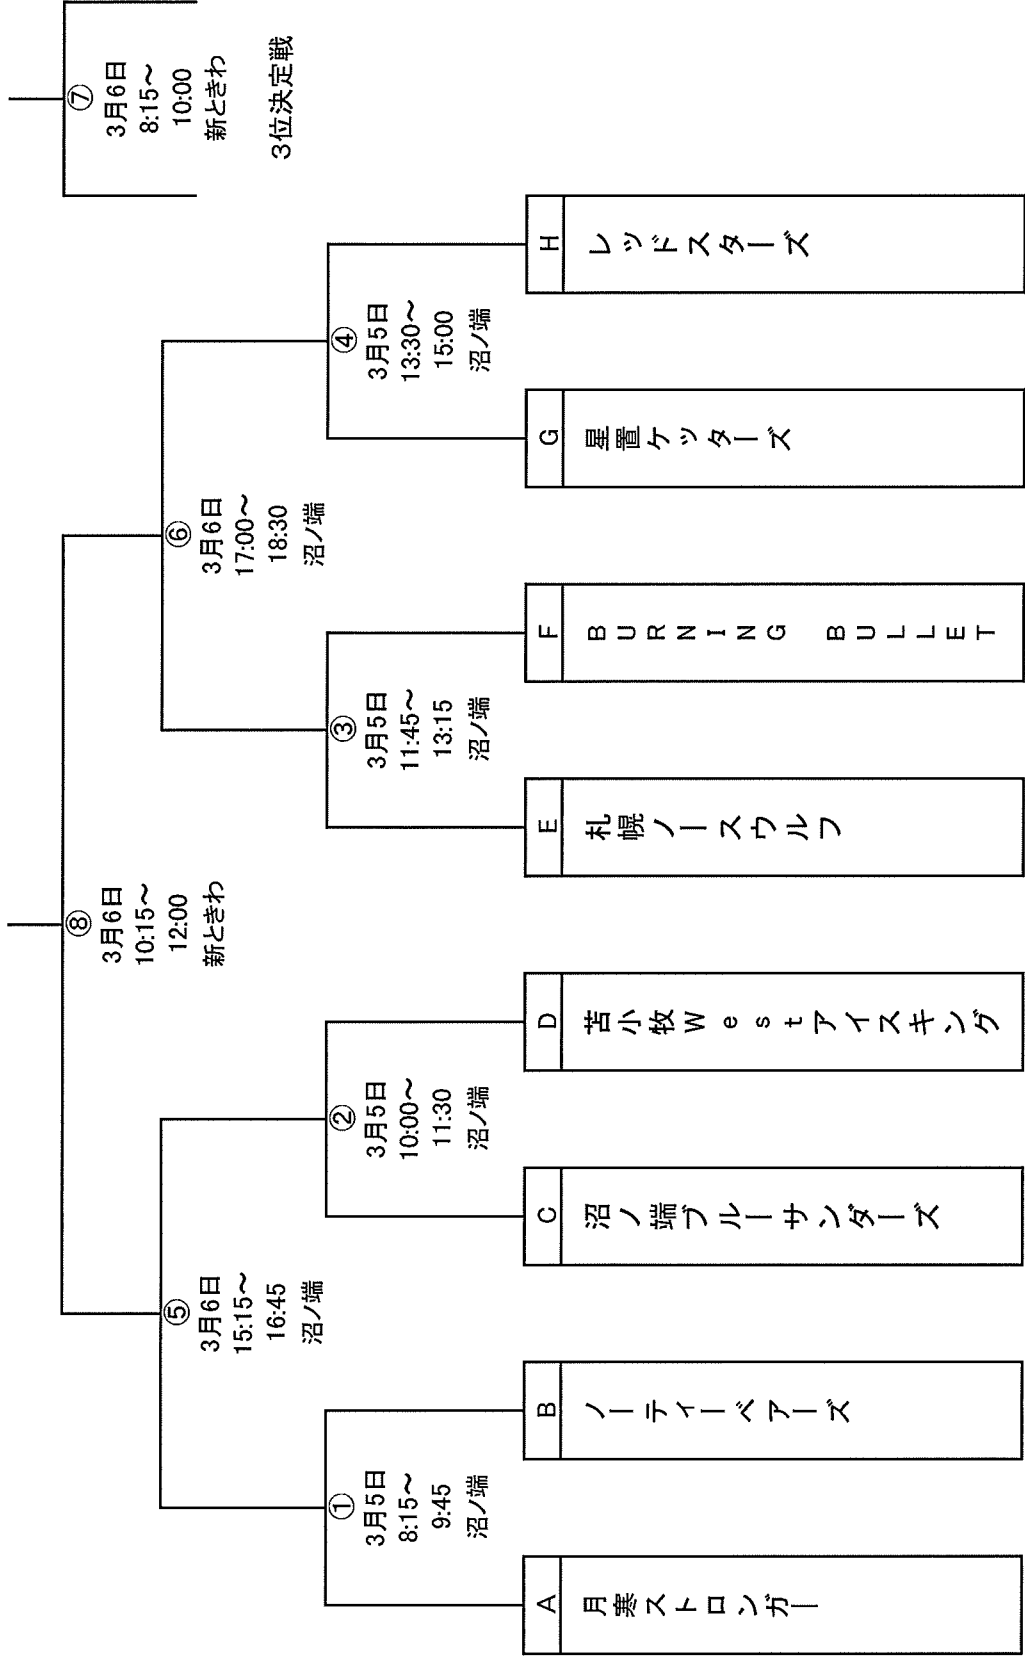 ⑧
3月6日
10:15～
12:00
新ときわ
⑤
3月6日
15:15～
16:45
沼ノ端
⑥
3月6日
17:00～
18:30
沼ノ端
①
3月5日
8:15～
9:45
沼ノ端
②
3月5日
10:00～
11:30
沼ノ端
③
3月5日
11:45～
13:15
沼ノ端
④
3月5日
13:30～
15:00
沼ノ端
A
月寒ストロンガー
B
ノーティーベアーズ
C
沼ノ端ブルーサンダーズ
D
苫小牧Westアイスキング
E
札幌ノースウルフ
F
BURNING BULLET
G
星置ケッターズ
H
レッドスターズ
⑦
3月6日
8:15～
10:00
新ときわ
3位決定戦